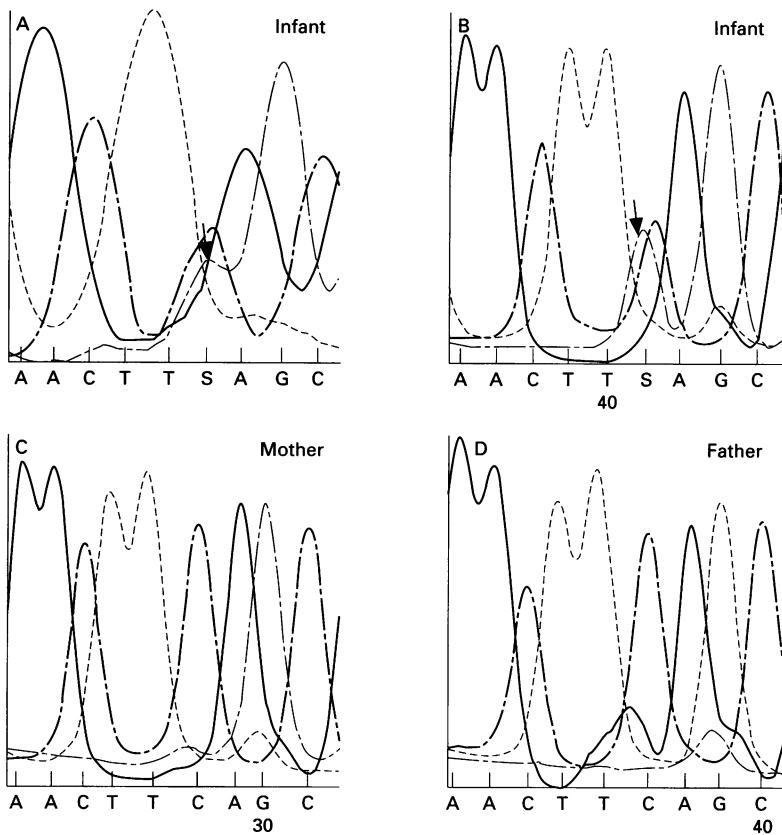 A Infant
A A C T T S A G C
B Infant
A A C T T S A G C
40
C Mother
A A C T T C A G C
30
D Father
A A C T T C A G C
40